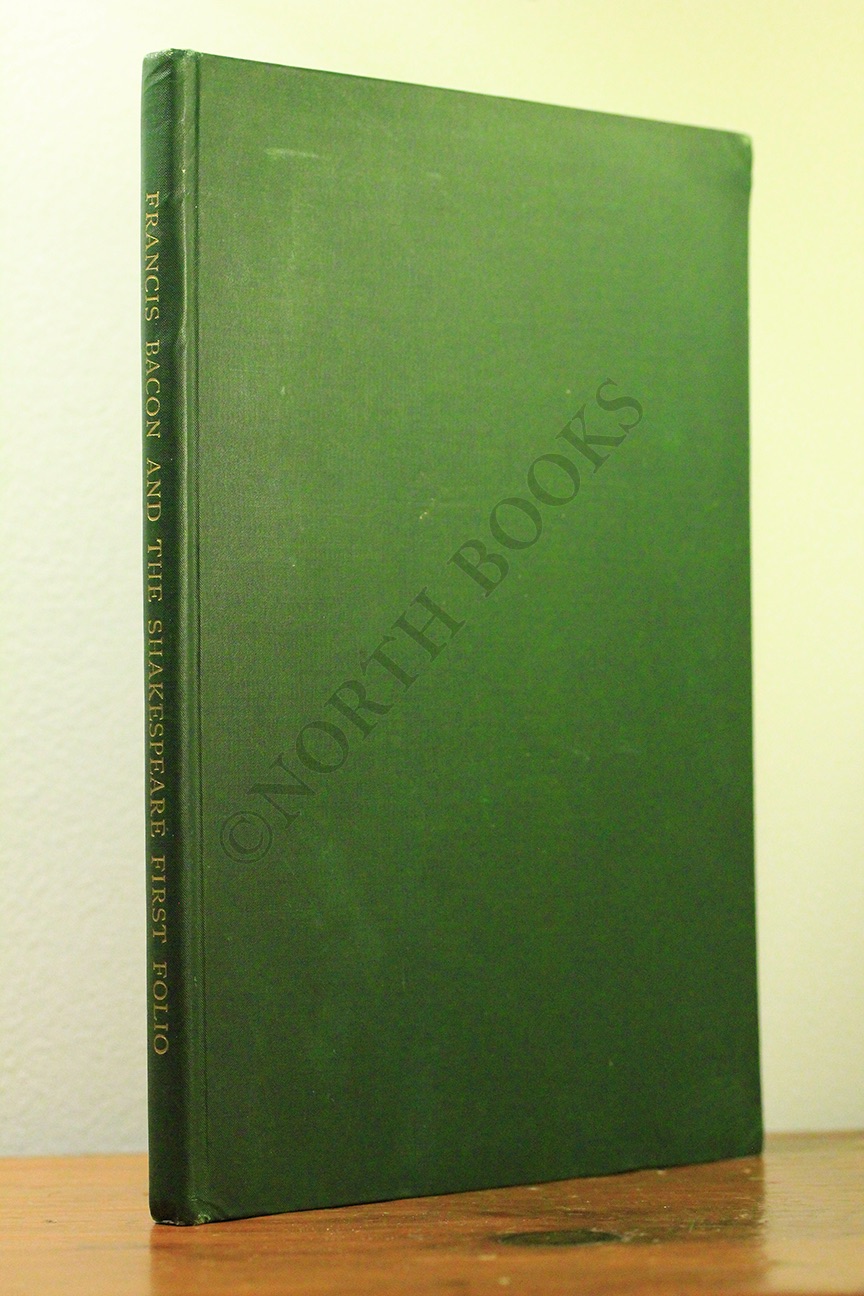 FRANCIS BACON AND THE SHAKESPEARE FIRST FOLIO
©NORTH BOOKS